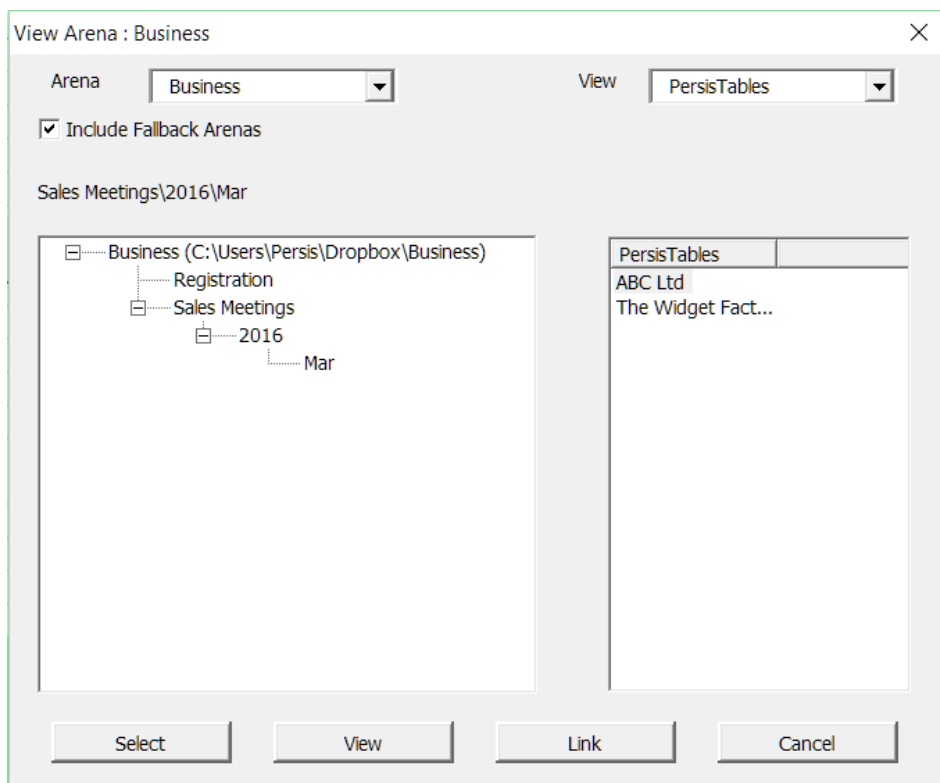 View Arena : Business
Arena Business View PersisTables
Include Fallback Arenas
Sales Meetings\2016\Mar
Business (C:\Users\Persis\Dropbox\Business)
Registration
Sales Meetings
2016
Mar
PersisTables
ABC Ltd
The Widget Fact...
Select View Link Cancel